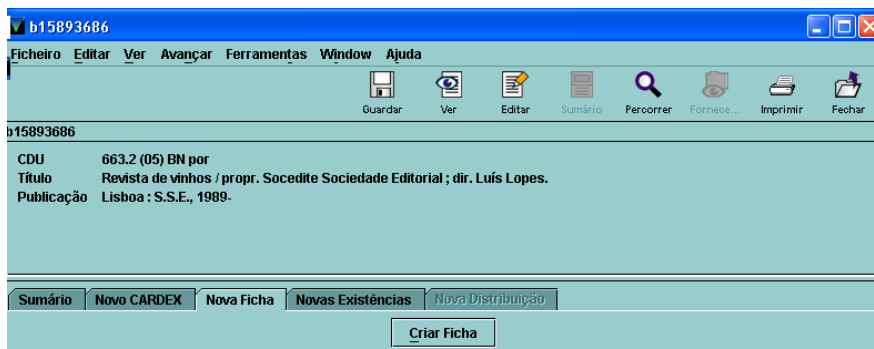 b15893686
Ficheiro Editar Ver Avançar Ferramentas Window Ajuda
Guardar Ver Editar Sumário Percorrer Fornece... Imprimir Fechar
b15893686
CDU 663.2 (05) BN por
Título Revista de vinhos / propr. Socedite Sociedade Editorial ; dir. Luís Lopes.
Publicação Lisboa : S.S.E., 1989-
Sumário Novo CARDEX Nova Ficha Novas Existências Nova Distribuição
Criar Ficha